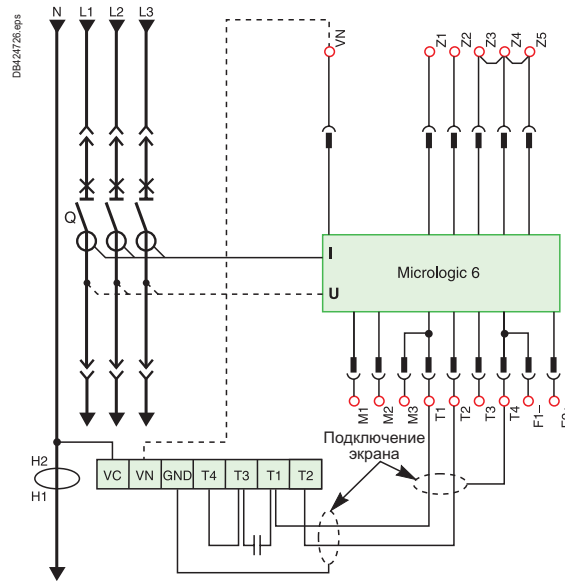 DB424726.eps
N L1 L2 L3
VN
Z1 Z2 Z3 Z4 Z5
Q
I
Micrologic 6
U
M1 M2 M3 T1 T2 T3 T4 F1–
Подключение
экрана
H2
H1
VC VN GND T4 T3 T1 T2